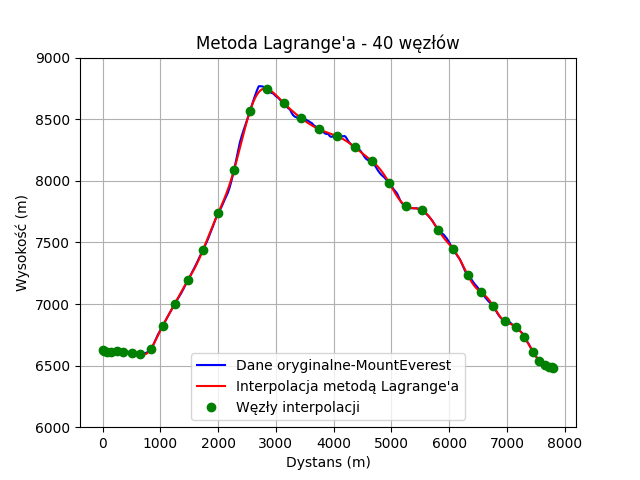 Metoda Lagrange'a - 40 węzłów
Wysokość (m)
9000
8500
8000
7500
7000
6500
6000
0 1000 2000 3000 4000 5000 6000 7000 8000
Dystans (m)
Dane oryginalne-MountEverest
Interpolacja metodą Lagrange'a
Węzły interpolacji